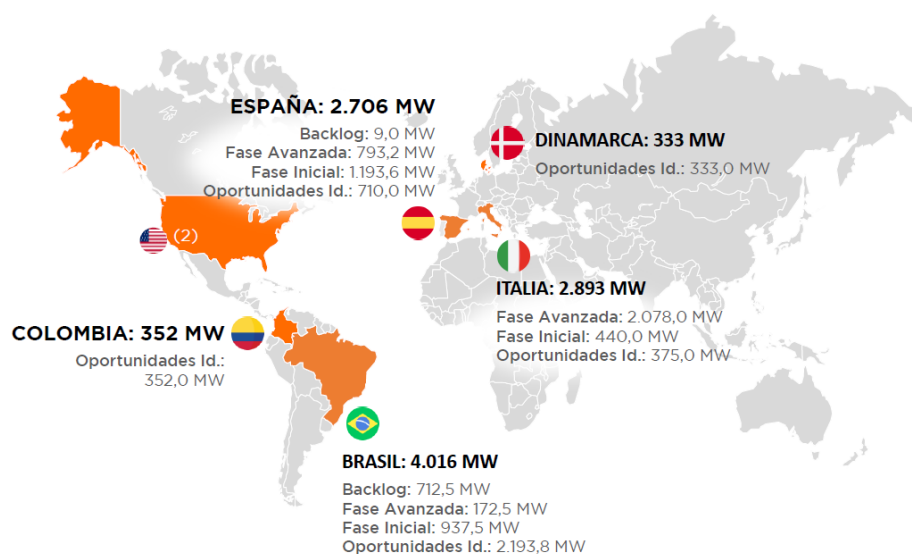 ESPAÑA: 2.706 MW
Backlog: 9,0 MW
Fase Avanzada: 793,2 MW
Fase Inicial: 1.193,6 MW
Oportunidades Id.: 710,0 MW
DINAMARCA: 333 MW
Oportunidades Id.: 333,0 MW
(2)
ITALIA: 2.893 MW
Fase Avanzada: 2.078,0 MW
Fase Inicial: 440,0 MW
Oportunidades Id.: 375,0 MW
COLOMBIA: 352 MW
Oportunidades Id.:
352,0 MW
BRASIL: 4.016 MW
Backlog: 712,5 MW
Fase Avanzada: 172,5 MW
Fase Inicial: 937,5 MW
Oportunidades Id.: 2.193,8 MW